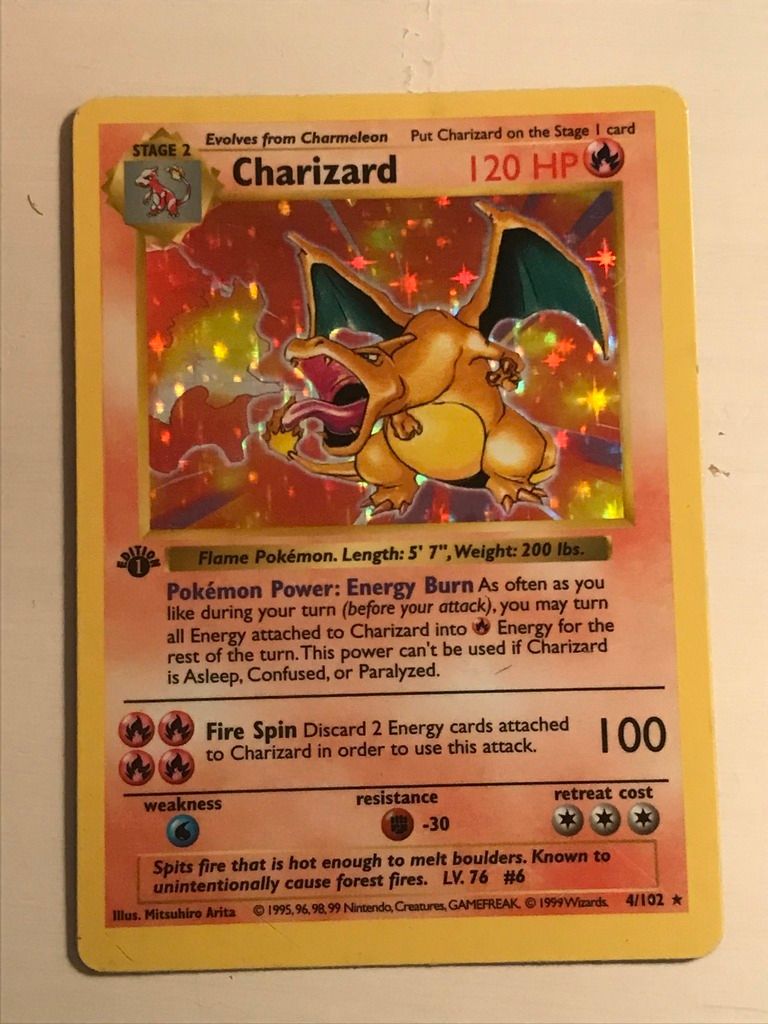 Evolves from Charmeleon Put Charizard on the Stage 1 card
STAGE 2
Charizard 120 HP
EDITION
1
Flame Pokémon. Length: 5' 7", Weight: 200 lbs.
Pokémon Power: Energy Burn As often as you
like during your turn (before your attack), you may turn
all Energy attached to Charizard into Energy for the
rest of the turn. This power can't be used if Charizard
is Asleep, Confused, or Paralyzed.
Fire Spin Discard 2 Energy cards attached
to Charizard in order to use this attack.
100
weakness resistance retreat cost
-30
Spits fire that is hot enough to melt boulders. Known to
unintentionally cause forest fires. LV. 76 #6
Illus. Mitsuhiro Arita © 1995, 96, 98, 99 Nintendo, Creatures, GAMEFREAK. © 1999 Wizards. 4/102 ★